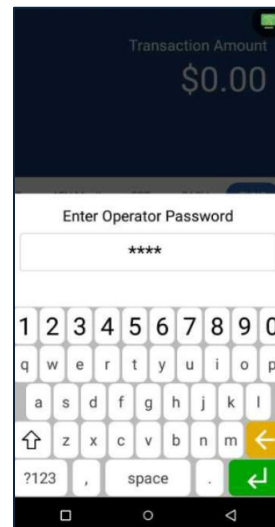 Transaction Amount
$0.00
Enter Operator Password
****
1 2 3 4 5 6 7 8 9 0
q w e r t y u i o p
a s d f g h j k l
z x c v b n m
?123 , space .